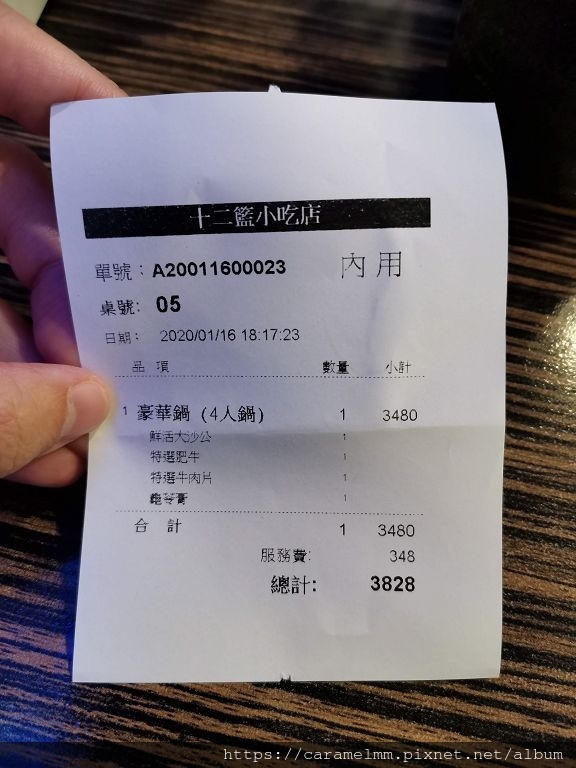 十二籃小吃店
單號：A20011600023 內用
桌號: 05
日期: 2020/01/16 18:17:23
品 項 數量 小計
1 豪華鍋 (4人鍋) 1 3480
鮮活大沙公 1
特選肥牛 1
特選牛肉片 1
龜苓膏 1
合 計 1 3480
服務費: 348
總計: 3828
https://caramelmm.pixnet.net/album